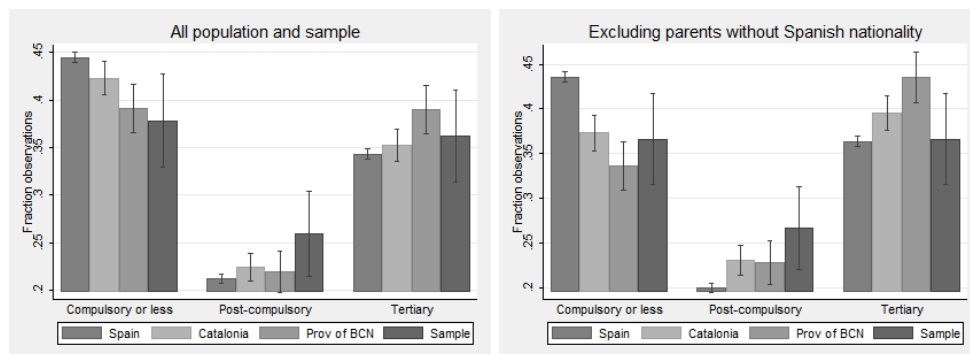 All population and sample
Fraction observations
.45
.4
.35
.3
.25
.2
Compulsory or less Post-compulsory Tertiary
Spain Catalonia Prov of BCN Sample
Excluding parents without Spanish nationality
Fraction observations
.45
.4
.35
.3
.25
.2
Compulsory or less Post-compulsory Tertiary
Spain Catalonia Prov of BCN Sample